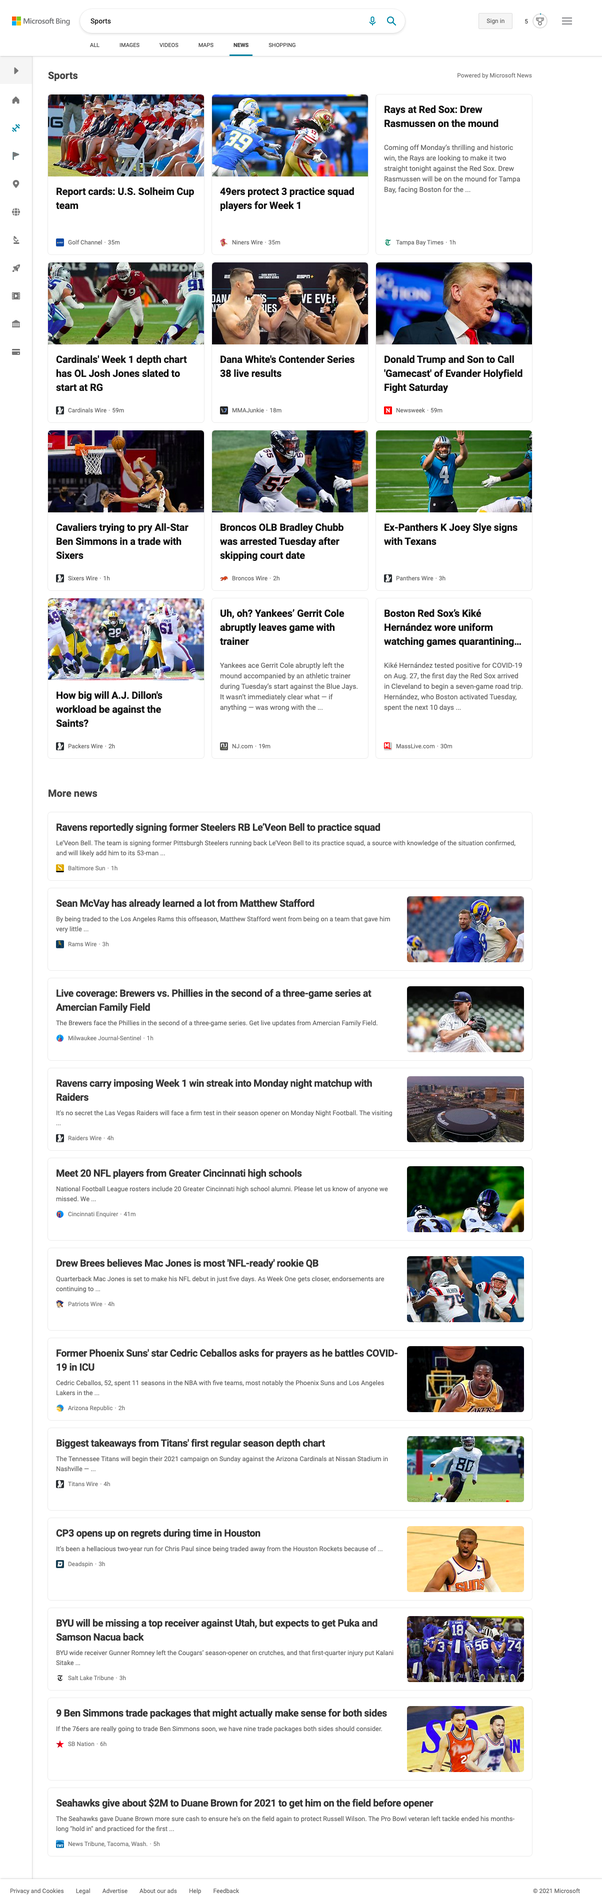 Microsoft Bing
Sports
Sign in
5
ALL
IMAGES
VIDEOS
MAPS
NEWS
SHOPPING
Sports
Powered by Microsoft News
Report cards: U.S. Solheim Cup
team
Golf Channel · 35m
49ers protect 3 practice squad
players for Week 1
Niners Wire · 35m
Rays at Red Sox: Drew
Rasmussen on the mound
Coming off Monday's thrilling and historic
win, the Rays are looking to make it two
straight tonight against the Red Sox. Drew
Rasmussen will be on the mound for Tampa
Bay, facing Boston for the ...
Tampa Bay Times · 1h
Cardinals' Week 1 depth chart
has OL Josh Jones slated to
start at RG
Cardinals Wire · 59m
Dana White's Contender Series
38 live results
MMAJunkie · 18m
Donald Trump and Son to Call
'Gamecast' of Evander Holyfield
Fight Saturday
Newsweek · 59m
Cavaliers trying to pry All-Star
Ben Simmons in a trade with
Sixers
Sixers Wire · 1h
Broncos OLB Bradley Chubb
was arrested Tuesday after
skipping court date
Broncos Wire · 2h
Ex-Panthers K Joey Slye signs
with Texans
Panthers Wire · 3h
How big will A.J. Dillon's
workload be against the
Saints?
Packers Wire · 2h
Uh, oh? Yankees' Gerrit Cole
abruptly leaves game with
trainer
Yankees ace Gerrit Cole abruptly left the
mound accompanied by an athletic trainer
during Tuesday's start against the Blue Jays.
It wasn't immediately clear what — if
anything — was wrong with the ...
NJ.com · 19m
Boston Red Sox's Kiké
Hernández wore uniform
watching games quarantining...
Kiké Hernández tested positive for COVID-19
on Aug. 27, the first day the Red Sox arrived
in Cleveland to begin a seven-game road trip.
Hernández, who Boston activated Tuesday,
spent the next 10 days ...
MassLive.com · 30m
More news
Ravens reportedly signing former Steelers RB Le'Veon Bell to practice squad
Le'Veon Bell. The team is signing former Pittsburgh Steelers running back Le'Veon Bell to its practice squad, a source with knowledge of the situation confirmed,
and will likely add him to its 53-man ...
Baltimore Sun · 1h
Sean McVay has already learned a lot from Matthew Stafford
By being traded to the Los Angeles Rams this offseason, Matthew Stafford went from being on a team that gave him
very little ...
Rams Wire · 3h
Live coverage: Brewers vs. Phillies in the second of a three-game series at
Amercian Family Field
The Brewers face the Phillies in the second of a three-game series. Get live updates from Amercian Family Field.
Milwaukee Journal-Sentinel · 1h
Ravens carry imposing Week 1 win streak into Monday night matchup with
Raiders
It's no secret the Las Vegas Raiders will face a firm test in their season opener on Monday Night Football. The visiting
...
Raiders Wire · 4h
Meet 20 NFL players from Greater Cincinnati high schools
National Football League rosters include 20 Greater Cincinnati high school alumni. Please let us know of anyone we
missed. We ...
Cincinnati Enquirer · 41m
Drew Brees believes Mac Jones is most 'NFL-ready' rookie QB
Quarterback Mac Jones is set to make his NFL debut in just five days. As Week One gets closer, endorsements are
continuing to ...
Patriots Wire · 4h
Former Phoenix Suns' star Cedric Ceballos asks for prayers as he battles COVID-
19 in ICU
Cedric Ceballos, 52, spent 11 seasons in the NBA with five teams, most notably the Phoenix Suns and Los Angeles
Lakers in the ...
Arizona Republic · 2h
Biggest takeaways from Titans' first regular season depth chart
The Tennessee Titans will begin their 2021 campaign on Sunday against the Arizona Cardinals at Nissan Stadium in
Nashville — ...
Titans Wire · 4h
CP3 opens up on regrets during time in Houston
It's been a hellacious two-year run for Chris Paul since being traded away from the Houston Rockets because of ...
Deadspin · 3h
BYU will be missing a top receiver against Utah, but expects to get Puka and
Samson Nacua back
BYU wide receiver Gunner Romney left the Cougars' season-opener on crutches, and that first-quarter injury put Kalani
Sitake ...
Salt Lake Tribune · 3h
9 Ben Simmons trade packages that might actually make sense for both sides
If the 76ers are really going to trade Ben Simmons soon, we have nine trade packages both sides should consider.
SB Nation · 6h
Seahawks give about $2M to Duane Brown for 2021 to get him on the field before opener
The Seahawks gave Duane Brown more sure cash to ensure he's on the field again to protect Russell Wilson. The Pro Bowl veteran left tackle ended his months-
long "hold in" and practiced for the first ...
News Tribune, Tacoma, Wash. · 5h
Privacy and Cookies
Legal
Advertise
About our ads
Help
Feedback
© 2021 Microsoft